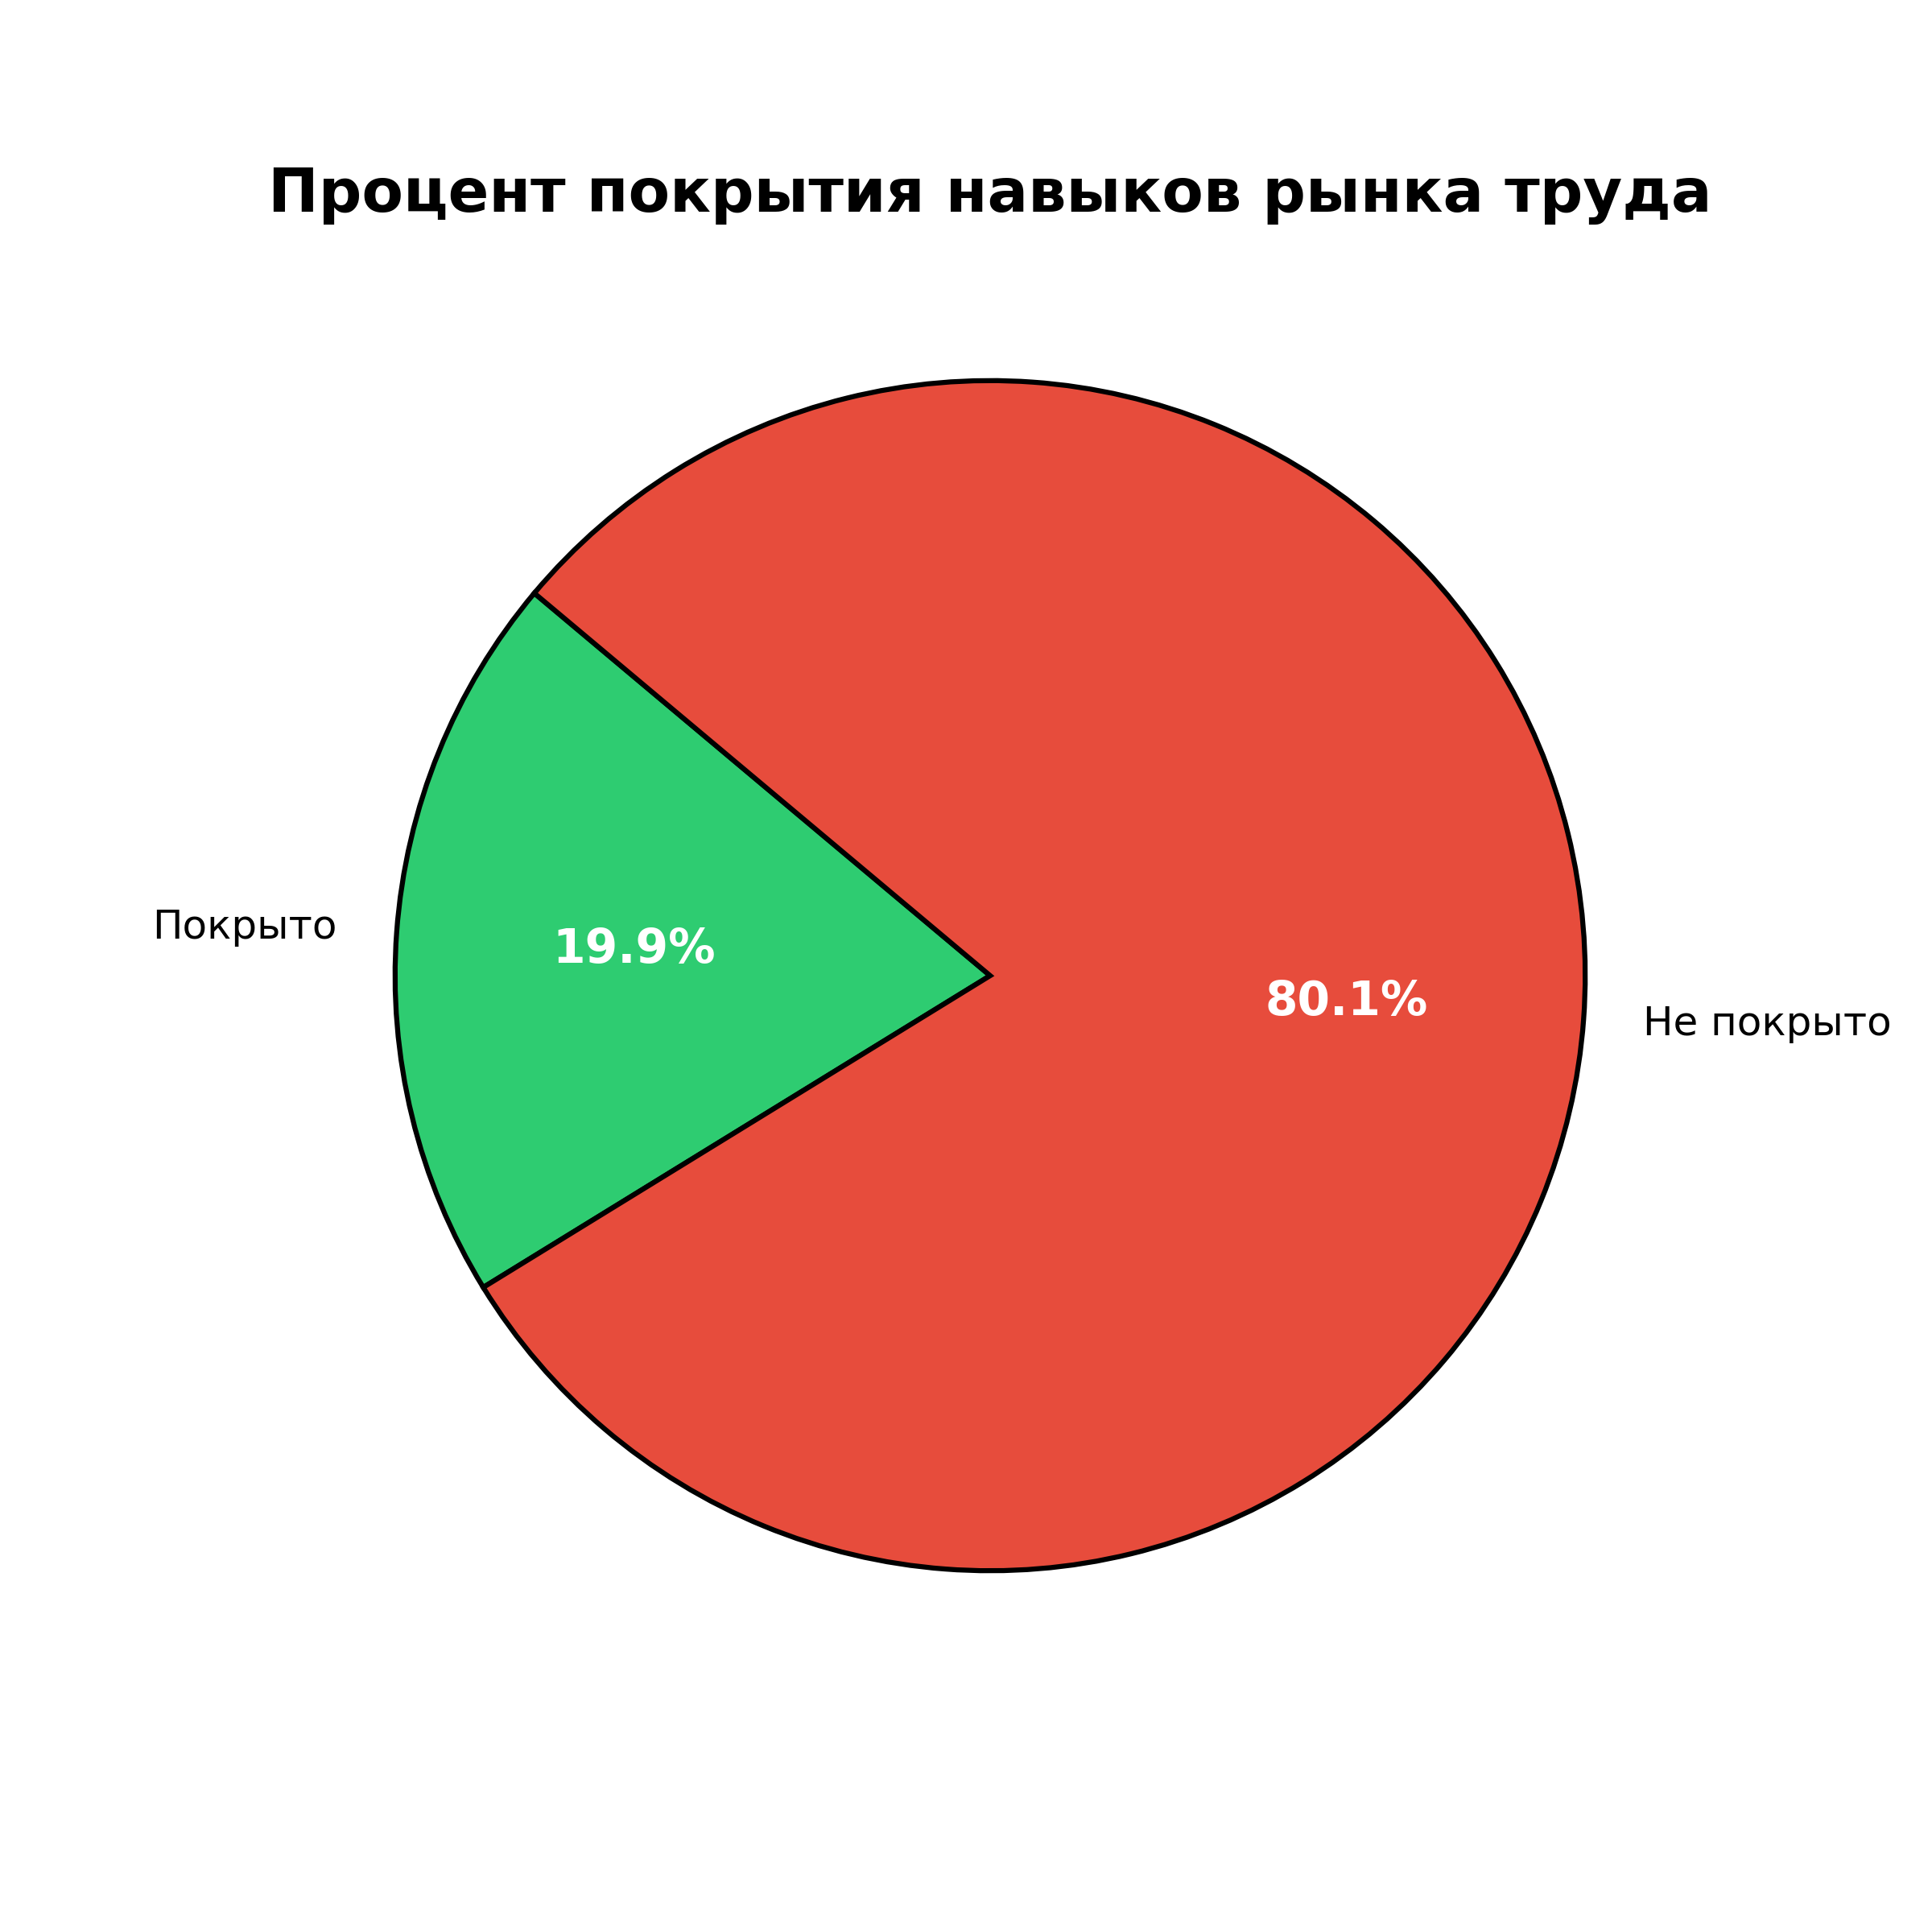 Процент покрытия навыков рынка труда
Покрыто
19.9%
80.1%
Не покрыто